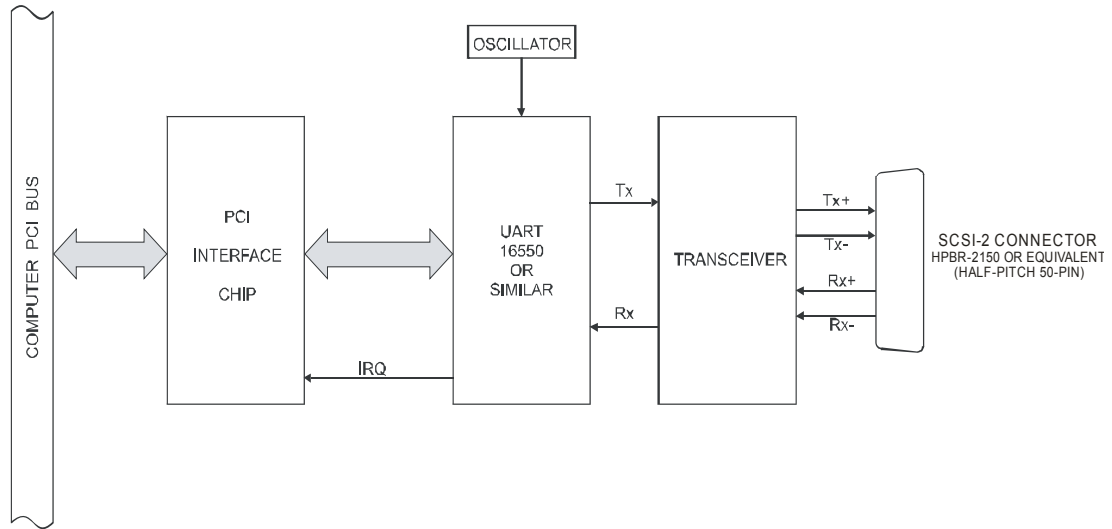 OSCILLATOR
COMPUTER PCI BUS
PCI
INTERFACE
CHIP
UART
16550
OR
SIMILAR
IRQ
Tx
Rx
TRANSCEIVER
Tx+
Tx-
Rx+
Rx-
SCSI-2 CONNECTOR
HPBR-2150 OR EQUIVALENT
(HALF-PITCH 50-PIN)